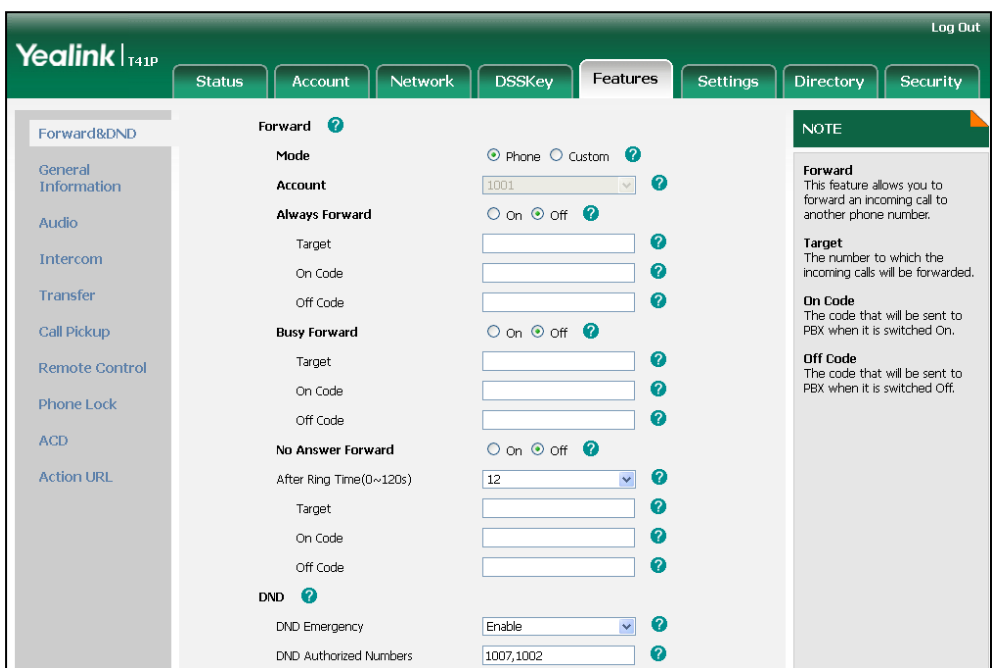 Log Out
Yealink | T41P
Status Account Network DSSKey Features Settings Directory Security
Forward&DND
General
Information
Audio
Intercom
Transfer
Call Pickup
Remote Control
Phone Lock
ACD
Action URL
Forward ?
Mode Phone Custom ?
Account 1001 ?
Always Forward On Off ?
Target ?
On Code ?
Off Code ?
Busy Forward On Off ?
Target ?
On Code ?
Off Code ?
No Answer Forward On Off ?
After Ring Time(0~120s) 12 ?
Target ?
On Code ?
Off Code ?
DND ?
DND Emergency Enable ?
DND Authorized Numbers 1007,1002 ?
NOTE
Forward
This feature allows you to
forward an incoming call to
another phone number.
Target
The number to which the
incoming calls will be forwarded.
On Code
The code that will be sent to
PBX when it is switched On.
Off Code
The code that will be sent to
PBX when it is switched Off.